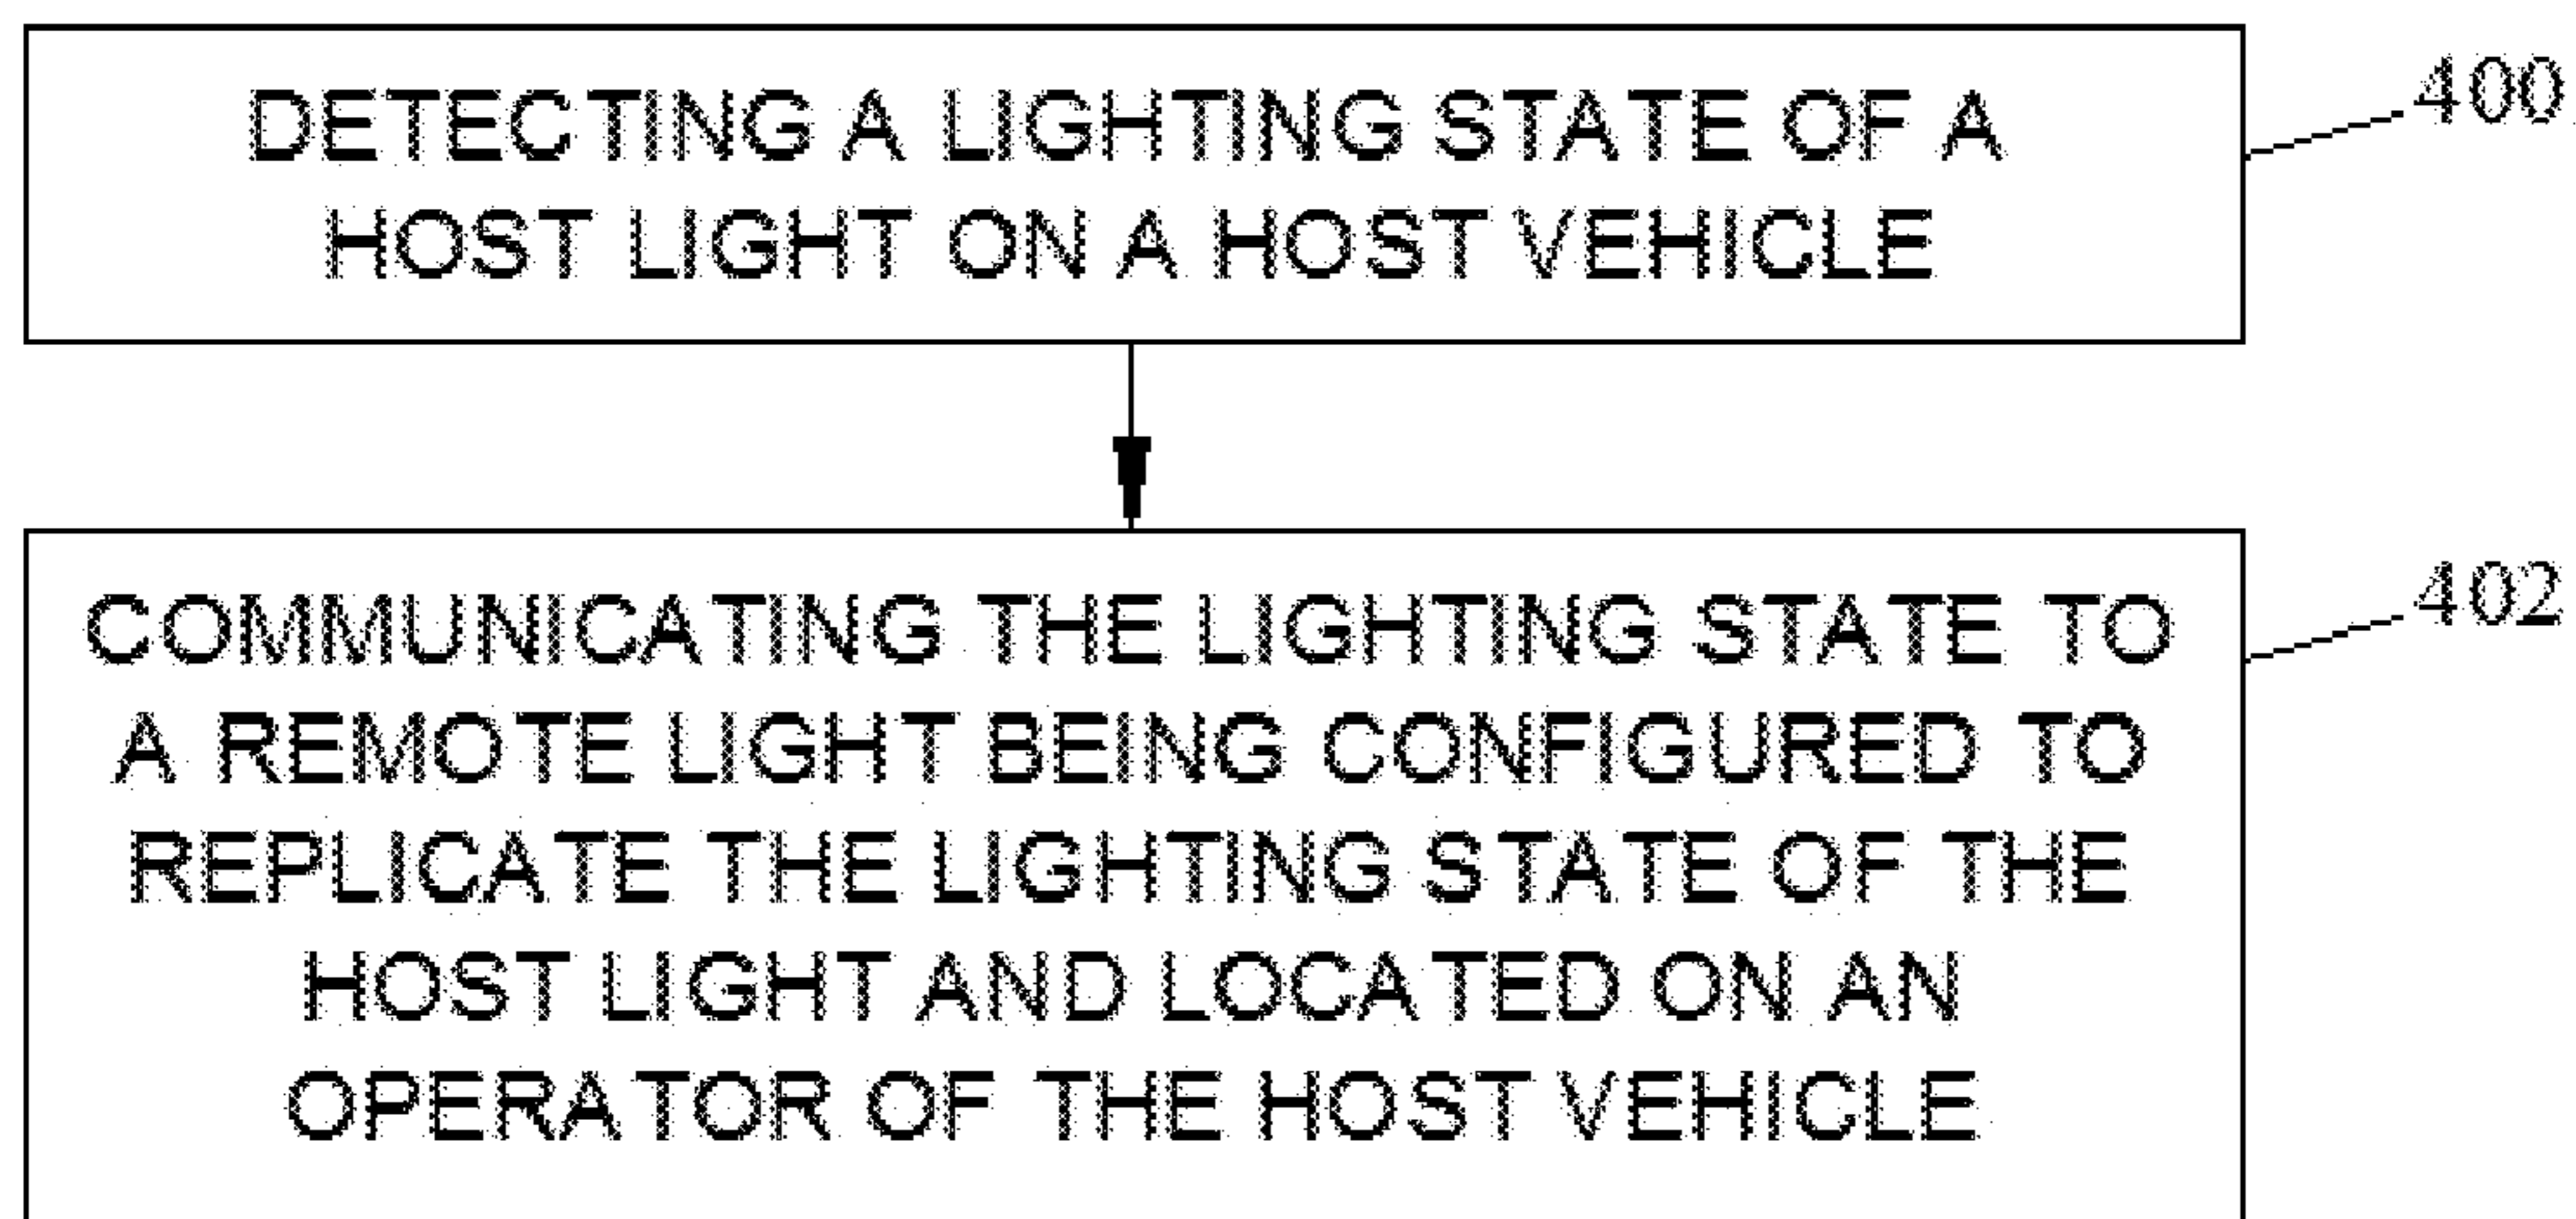 DETECTING A LIGHTING STATE OF A
HOST LIGHT ON A HOST VEHICLE
400
COMMUNICATING THE LIGHTING STATE TO
A REMOTE LIGHT BEING CONFIGURED TO
REPLICATE THE LIGHTING STATE OF THE
HOST LIGHT AND LOCATED ON AN
OPERATOR OF THE HOST VEHICLE
402